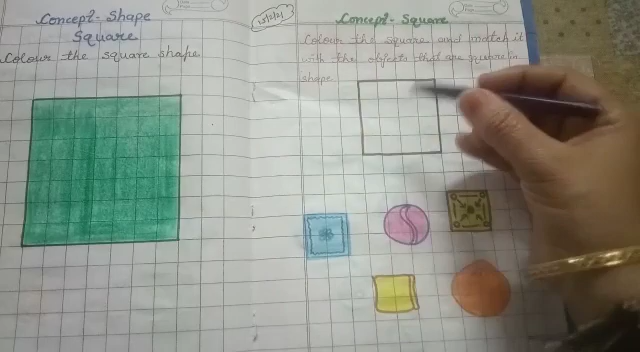 Concept- Shape
Square
Colour the square shape
Concept- Square
Colour the square and match it
with the objects that are square in
shape